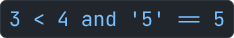 3 < 4 and '5' == 5